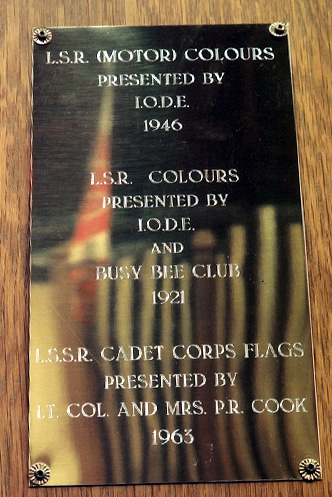 L.S.R. (MOTOR) COLOURS
PRESENTED BY
I.O.D.E.
1946
L.S.R. COLOURS
PRESENTED BY
I.O.D.E.
AND
BUSY BEE CLUB
1921
L.S.S.R. CADET CORPS FLAGS
PRESENTED BY
LT. COL. AND MRS. P.R. COOK
1963